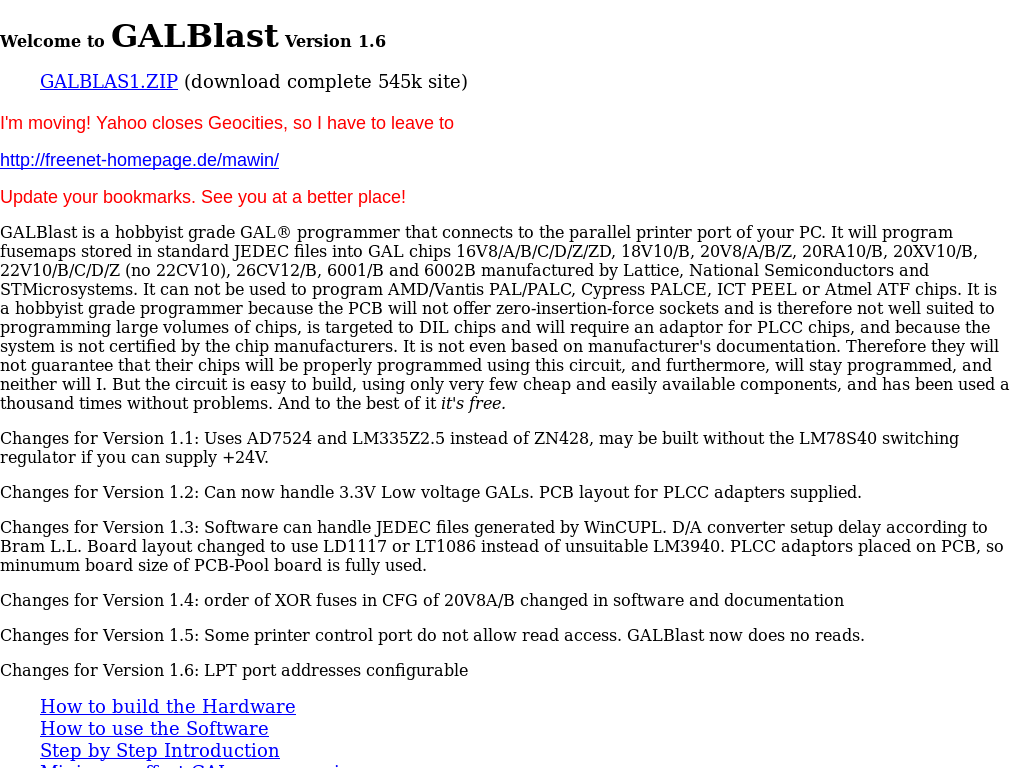 Welcome to GALBlast Version 1.6
GALBLAS1.ZIP (download complete 545k site)
I'm moving! Yahoo closes Geocities, so I have to leave to
http://freenet-homepage.de/mawin/
Update your bookmarks. See you at a better place!
GALBlast is a hobbyist grade GAL® programmer that connects to the parallel printer port of your PC. It will program
fusemaps stored in standard JEDEC files into GAL chips 16V8/A/B/C/D/Z/ZD, 18V10/B, 20V8/A/B/Z, 20RA10/B, 20XV10/B,
22V10/B/C/D/Z (no 22CV10), 26CV12/B, 6001/B and 6002B manufactured by Lattice, National Semiconductors and
STMicrosystems. It can not be used to program AMD/Vantis PAL/PALC, Cypress PALCE, ICT PEEL or Atmel ATF chips. It is
a hobbyist grade programmer because the PCB will not offer zero-insertion-force sockets and is therefore not well suited to
programming large volumes of chips, is targeted to DIL chips and will require an adaptor for PLCC chips, and because the
system is not certified by the chip manufacturers. It is not even based on manufacturer's documentation. Therefore they will
not guarantee that their chips will be properly programmed using this circuit, and furthermore, will stay programmed, and
neither will I. But the circuit is easy to build, using only very few cheap and easily available components, and has been used a
thousand times without problems. And to the best of it it's free.
Changes for Version 1.1: Uses AD7524 and LM335Z2.5 instead of ZN428, may be built without the LM78S40 switching
regulator if you can supply +24V.
Changes for Version 1.2: Can now handle 3.3V Low voltage GALs. PCB layout for PLCC adapters supplied.
Changes for Version 1.3: Software can handle JEDEC files generated by WinCUPL. D/A converter setup delay according to
Bram L.L. Board layout changed to use LD1117 or LT1086 instead of unsuitable LM3940. PLCC adaptors placed on PCB, so
minumum board size of PCB-Pool board is fully used.
Changes for Version 1.4: order of XOR fuses in CFG of 20V8A/B changed in software and documentation
Changes for Version 1.5: Some printer control port do not allow read access. GALBlast now does no reads.
Changes for Version 1.6: LPT port addresses configurable
How to build the Hardware
How to use the Software
Step by Step Introduction